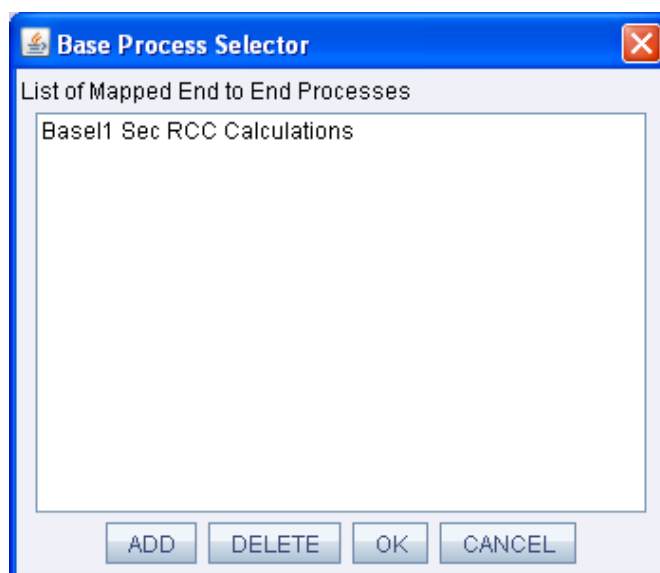 Base Process Selector
List of Mapped End to End Processes
Basel1 Sec RCC Calculations
ADD DELETE OK CANCEL